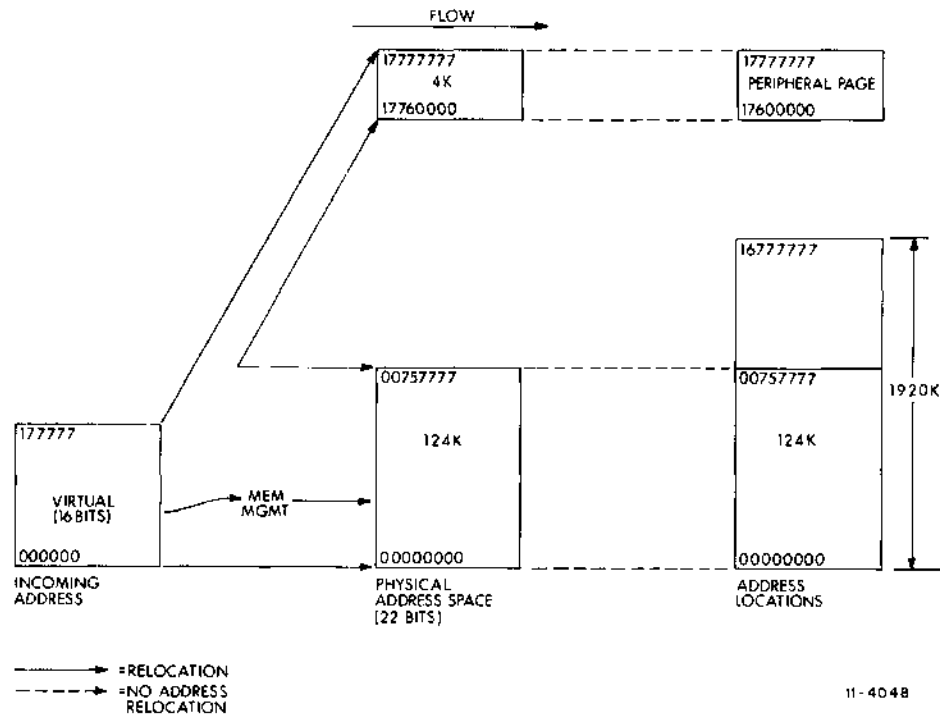 FLOW
17777777
4K
17760000
17777777
PERIPHERAL PAGE
17600000
16777777
1920K
00757777
124K
00000000
00757777
124K
00000000
177777
VIRTUAL
(16 BITS)
000000
MEM
MGMT
INCOMING
ADDRESS
PHYSICAL
ADDRESS SPACE
(22 BITS)
ADDRESS
LOCATIONS
=RELOCATION
=NO ADDRESS
RELOCATION
11-4048